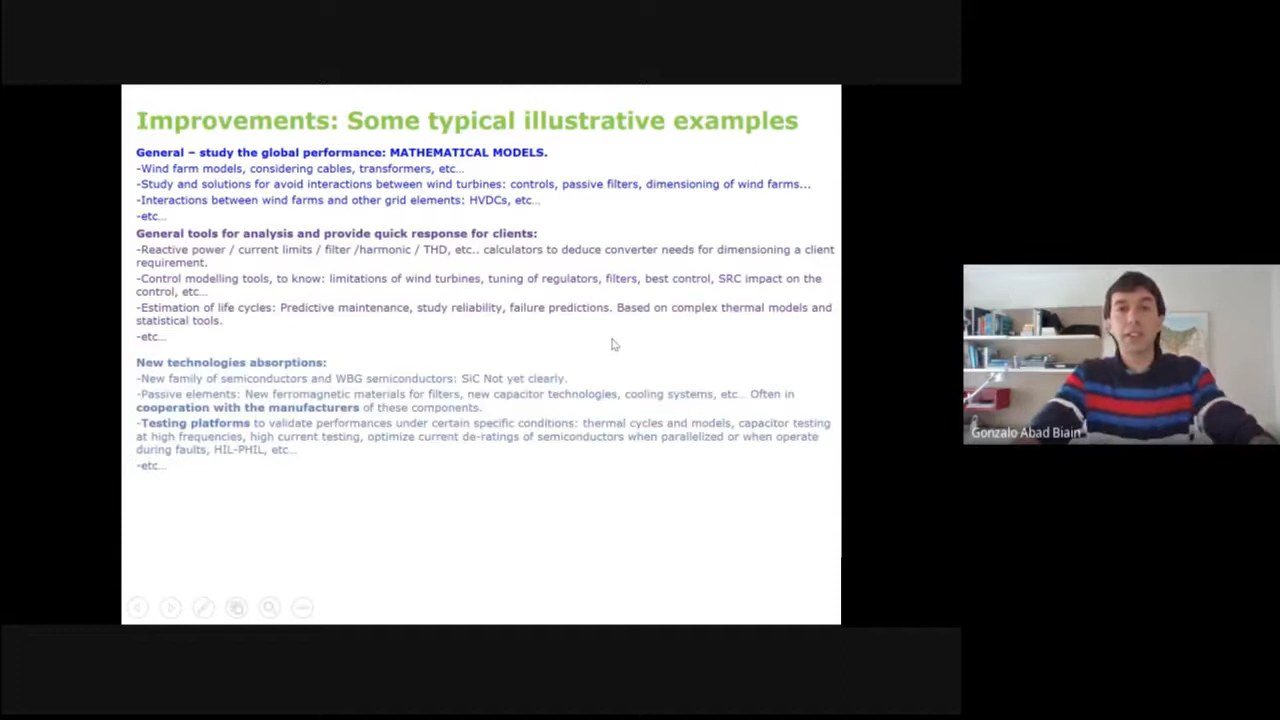 Improvements: Some typical illustrative examples
General – study the global performance: MATHEMATICAL MODELS.
-Wind farm models, considering cables, transformers, etc…
-Study and solutions for avoid interactions between wind turbines: controls, passive filters, dimensioning of wind farms...
-Interactions between wind farms and other grid elements: HVDCs, etc…
-etc…
General tools for analysis and provide quick response for clients:
-Reactive power / current limits / filter /harmonic / THD, etc.. calculators to deduce converter needs for dimensioning a client
requirement.
-Control modelling tools, to know: limitations of wind turbines, tuning of regulators, filters, best control, SRC impact on the
control, etc…
-Estimation of life cycles: Predictive maintenance, study reliability, failure predictions. Based on complex thermal models and
statistical tools.
-etc…
New technologies absorptions:
-New family of semiconductors and WBG semiconductors: SiC Not yet clearly.
-Passive elements: New ferromagnetic materials for filters, new capacitor technologies, cooling systems, etc… Often in
cooperation with the manufacturers of these components.
-Testing platforms to validate performances under certain specific conditions: thermal cycles and models, capacitor testing
at high frequencies, high current testing, optimize current de-ratings of semiconductors when parallelized or when operate
during faults, HIL-PHIL, etc…
-etc…
Gonzalo Abad Biain